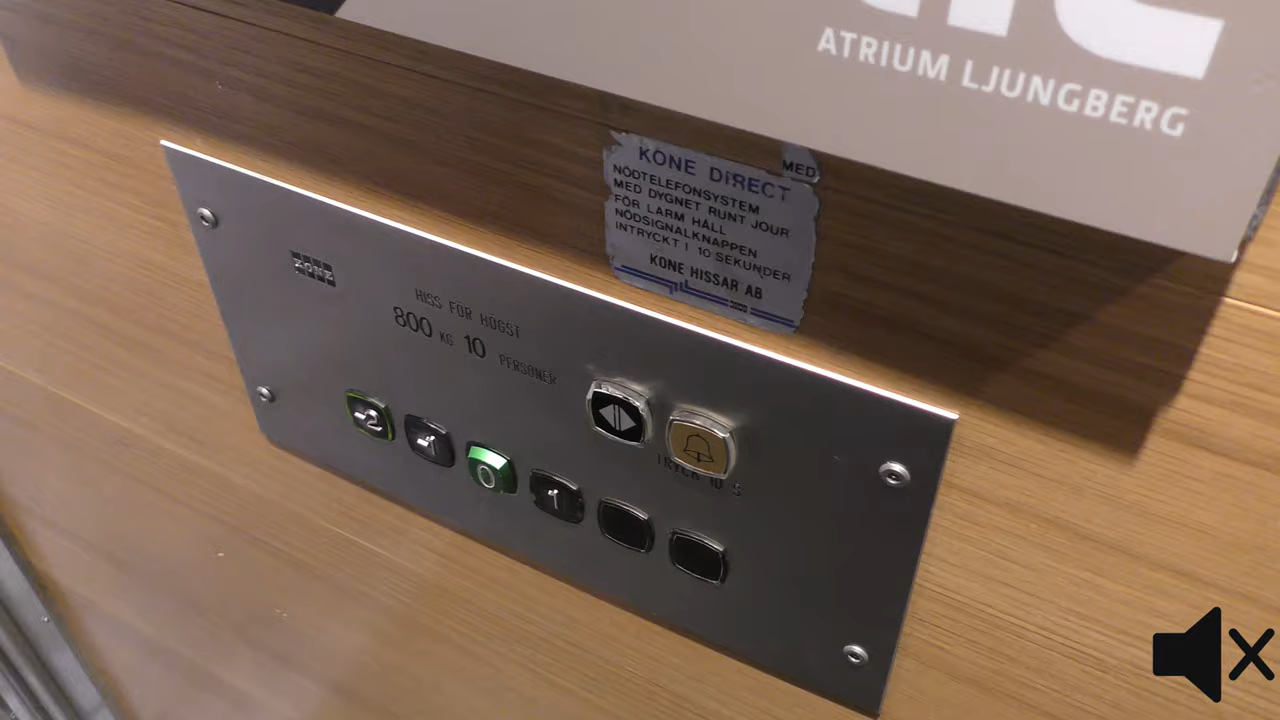 ATRIUM LJUNGBERG
MED
KONE DIRECT
NÖDTELEFONSYSTEM
MED DYGNET RUNT JOUR
FÖR LARM HÅLL
NÖDSIGNALKNAPPEN
INTRYCKT I 10 SEKUNDER
KONE HISSAR AB
KONE
HISS FÖR HÖGST
800 KG 10 PERSONER
TRYCK 10 S
-2 -1 0 1